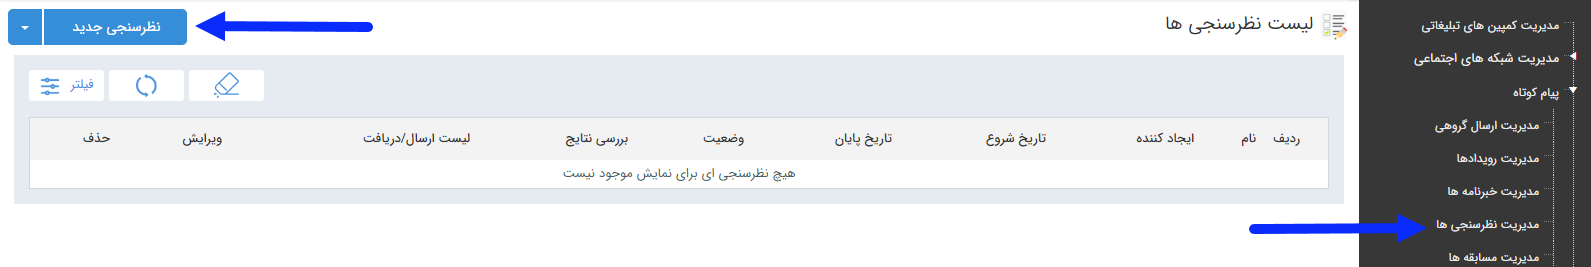 مدیریت کمپین های تبلیغاتی
مدیریت شبکه های اجتماعی
پیام کوتاه
مدیریت ارسال گروهی
مدیریت رویدادها
مدیریت خبرنامه ها
مدیریت نظرسنجی ها
مدیریت مسابقه ها
لیست نظرسنجی ها
نظرسنجی جدید
فیلتر
ردیف نام ایجاد کننده تاریخ شروع تاریخ پایان وضعیت بررسی نتایج لیست ارسال/دریافت ویرایش حذف
هیچ نظرسنجی ای برای نمایش موجود نیست